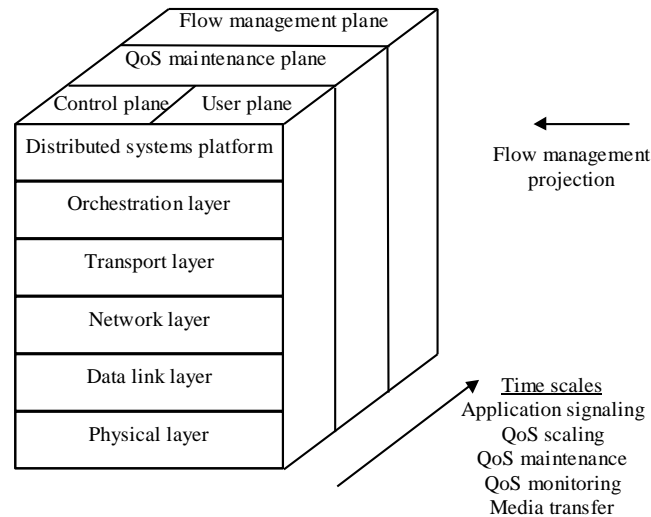 Flow management plane
QoS maintenance plane
Control plane
User plane
Distributed systems platform
Orchestration layer
Transport layer
Network layer
Data link layer
Physical layer
Flow management
projection
Time scales
Application signaling
QoS scaling
QoS maintenance
QoS monitoring
Media transfer